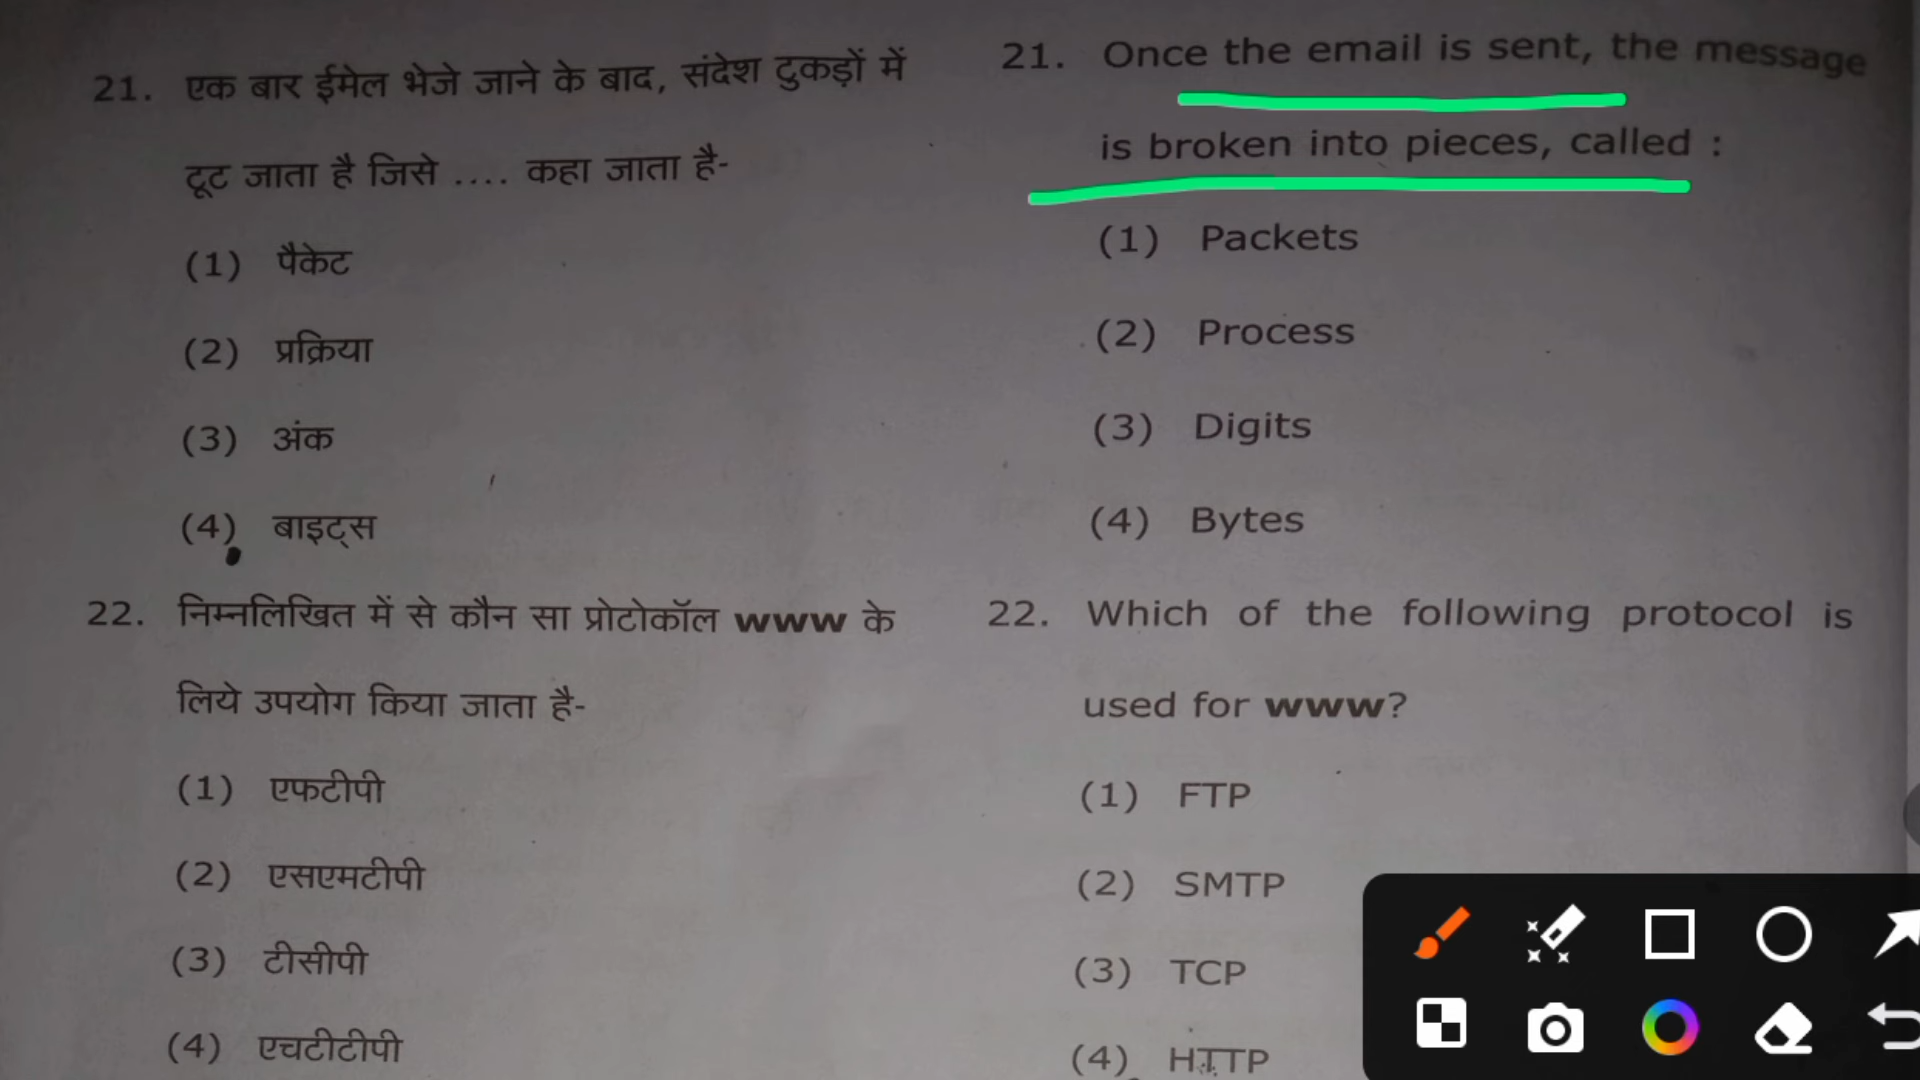 21. एक बार ईमेल भेजे जाने के बाद, संदेश टुकड़ों में
टूट जाता है जिसे .... कहा जाता है-
(1) पैकेट
(2) प्रक्रिया
(3) अंक
(4) बाइट्स
22. निम्नलिखित में से कौन सा प्रोटोकॉल www के
लिये उपयोग किया जाता है-
(1) एफटीपी
(2) एसएमटीपी
(3) टीसीपी
(4) एचटीटीपी
21. Once the email is sent, the message
is broken into pieces, called :
(1) Packets
(2) Process
(3) Digits
(4) Bytes
22. Which of the following protocol is
used for www?
(1) FTP
(2) SMTP
(3) TCP
(4) HTTP